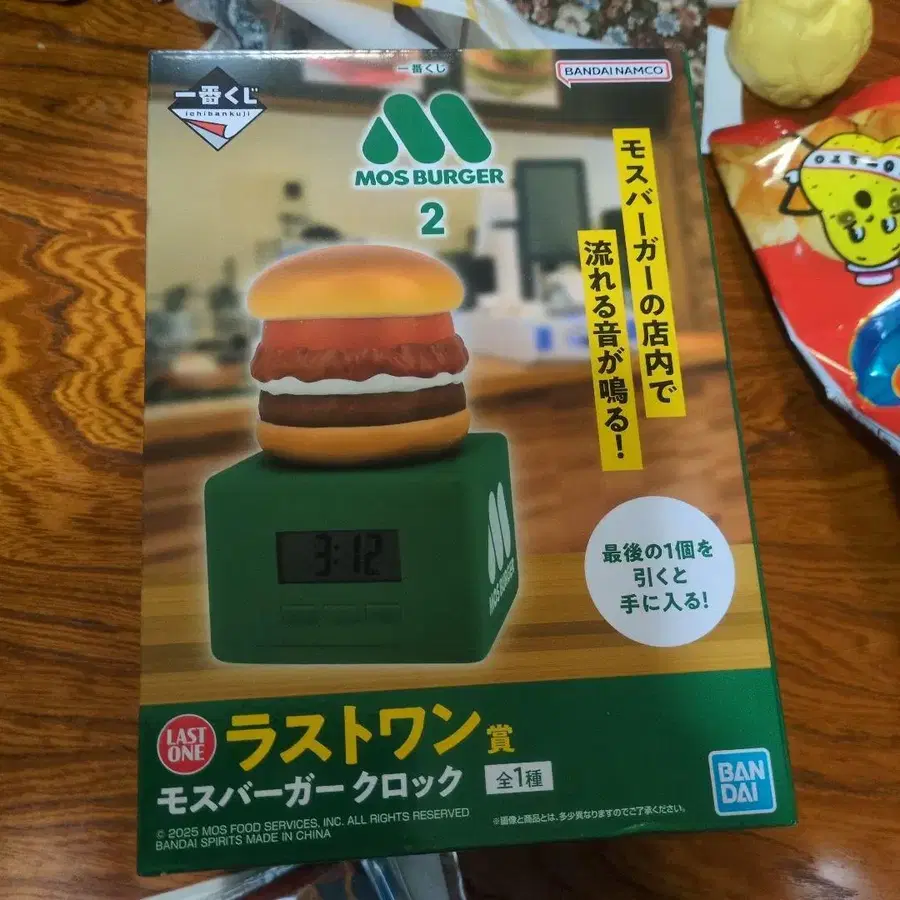 一番くじ
ichibankuji
一番くじ
BANDAI NAMCO
MOS BURGER
2
モスバーガーの店内で
流れる音が鳴る!
3:12
MOS BURGER
最後の1個を
引くと
手に入る!
LAST
ONE
ラストワン賞
モスバーガー クロック
全1種
© 2025 MOS FOOD SERVICES, INC. ALL RIGHTS RESERVED
BANDAI SPIRITS MADE IN CHINA
※画像と商品とは、多少異なりますのでご了承ください。
BAN
DAI